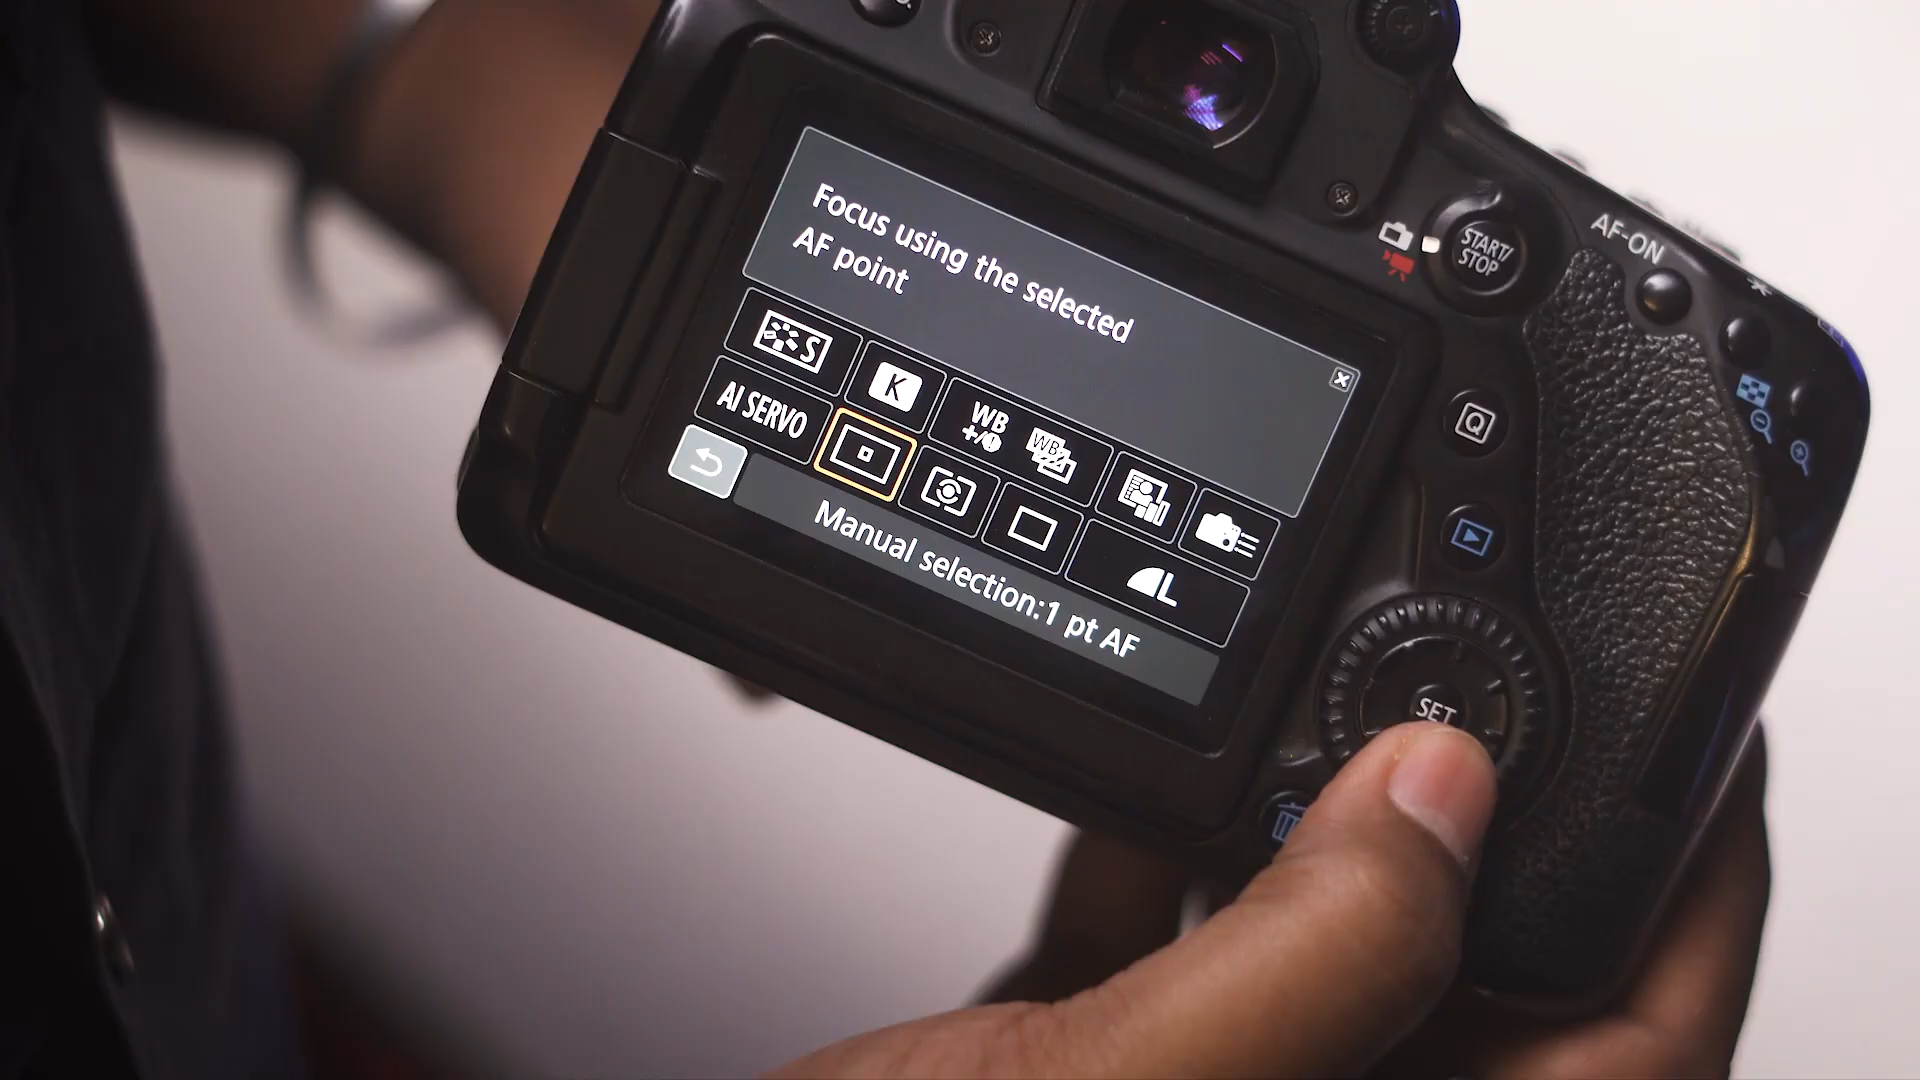 Focus using the selected
AF point
S
K
WB
+/-
WB
AI SERVO
L
Manual selection:1 pt AF
START/
STOP
AF-ON
Q
SET